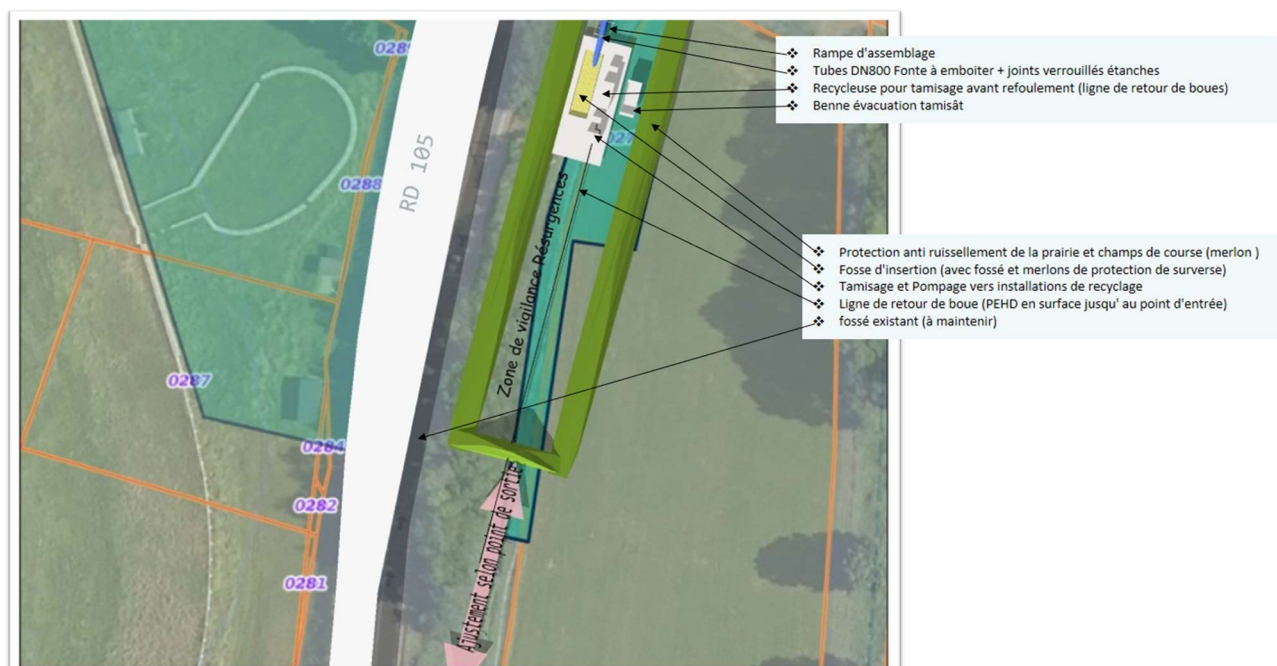 ❖ Rampe d'assemblage
❖ Tubes DN800 Fonte à emboiter + joints verrouillés étanches
❖ Recycleuse pour tamisage avant refoulement (ligne de retour de boues)
❖ Benne évacuation tamisât
RD 105
0288
Zone de vigilance Résurgences
❖ Protection anti ruissellement de la prairie et champs de course (merlon )
❖ Fosse d'insertion (avec fossé et merlons de protection de surverse)
❖ Tamisage et Pompage vers installations de recyclage
❖ Ligne de retour de boue (PEHD en surface jusqu' au point d'entrée)
❖ fossé existant (à maintenir)
0287
0284
0282
0281
Ajustement selon point de sortie